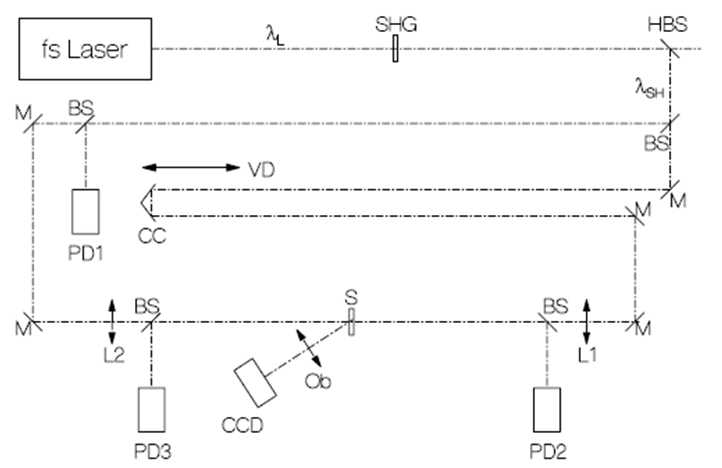 fs Laser
λL
SHG
HBS
λSH
M
BS
BS
VD
M
PD1
CC
M
M
L2
BS
S
BS
L1
M
Ob
CCD
PD3
PD2